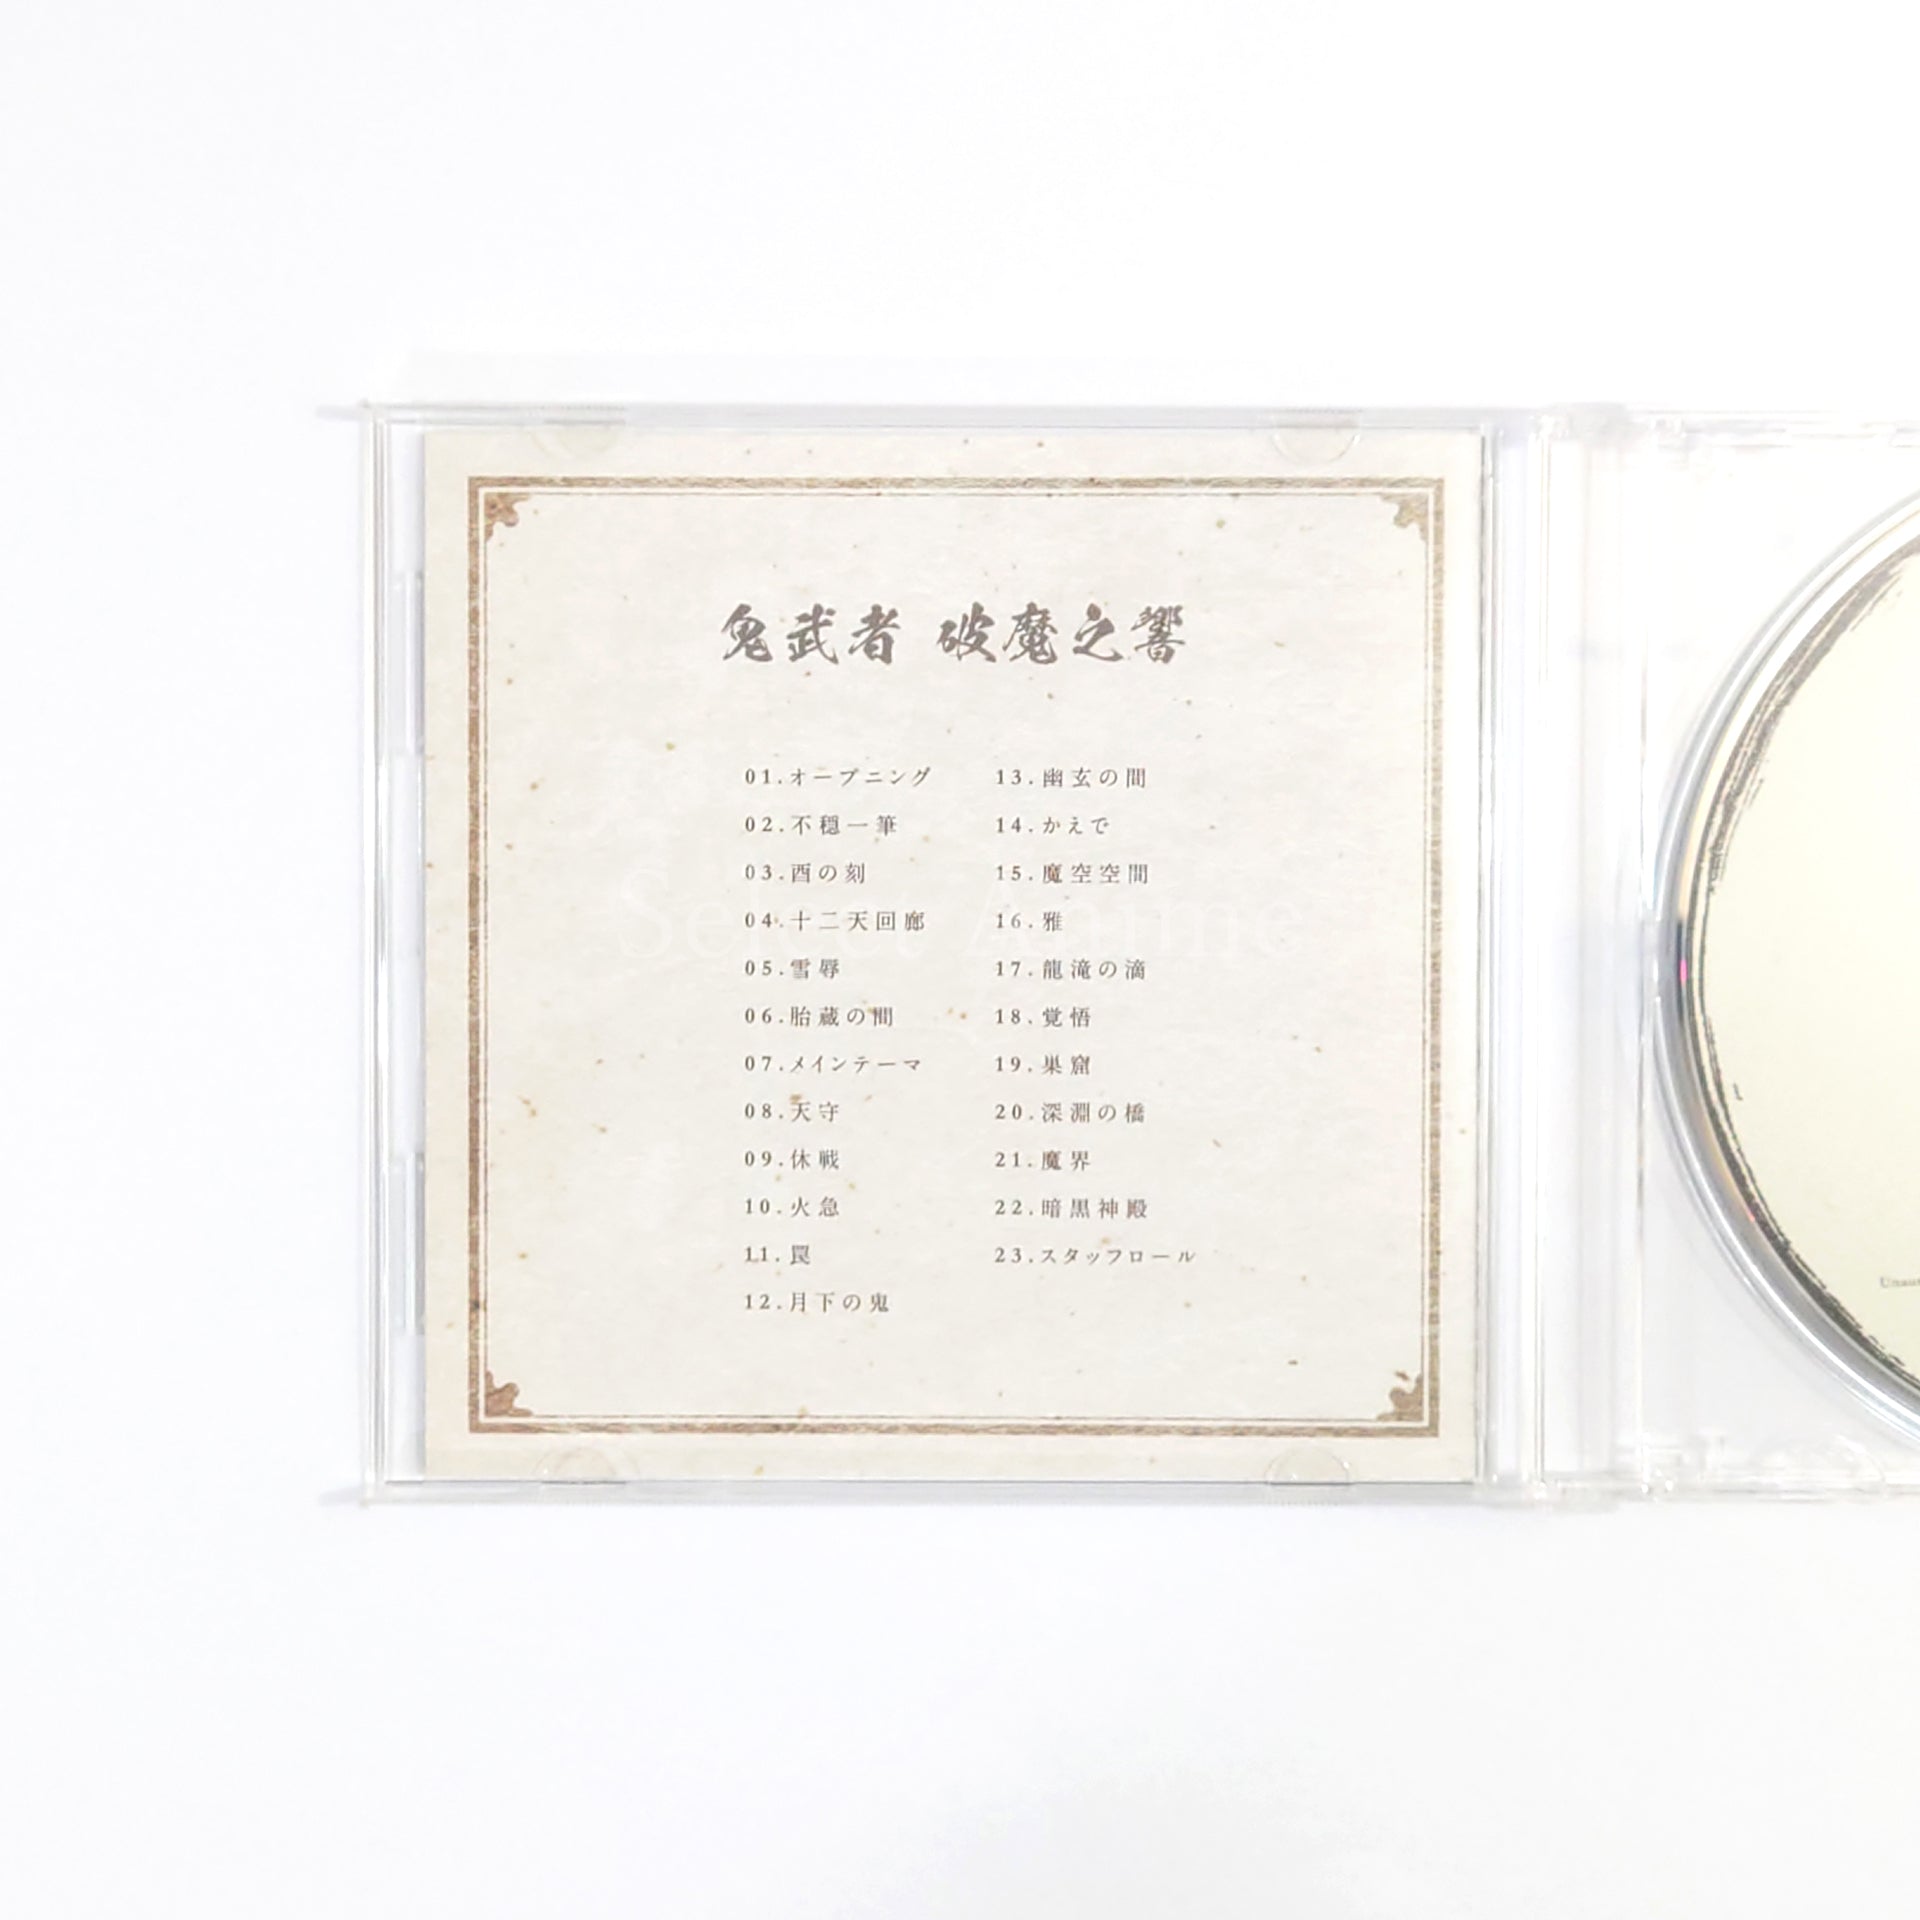 鬼武者 破魔之響
01.オープニング
02.不穏一筆
03.酉の刻
04.十二天回廊
05.雪辱
06.胎蔵の間
07.メインテーマ
08.天守
09.休戦
10.火急
11.罠
12.月下の鬼
13.幽玄の間
14.かえで
15.魔空空間
16.雅
17.龍滝の滴
18.覚悟
19.巣窟
20.深淵の橋
21.魔界
22.暗黒神殿
23.スタッフロール
Select Anime